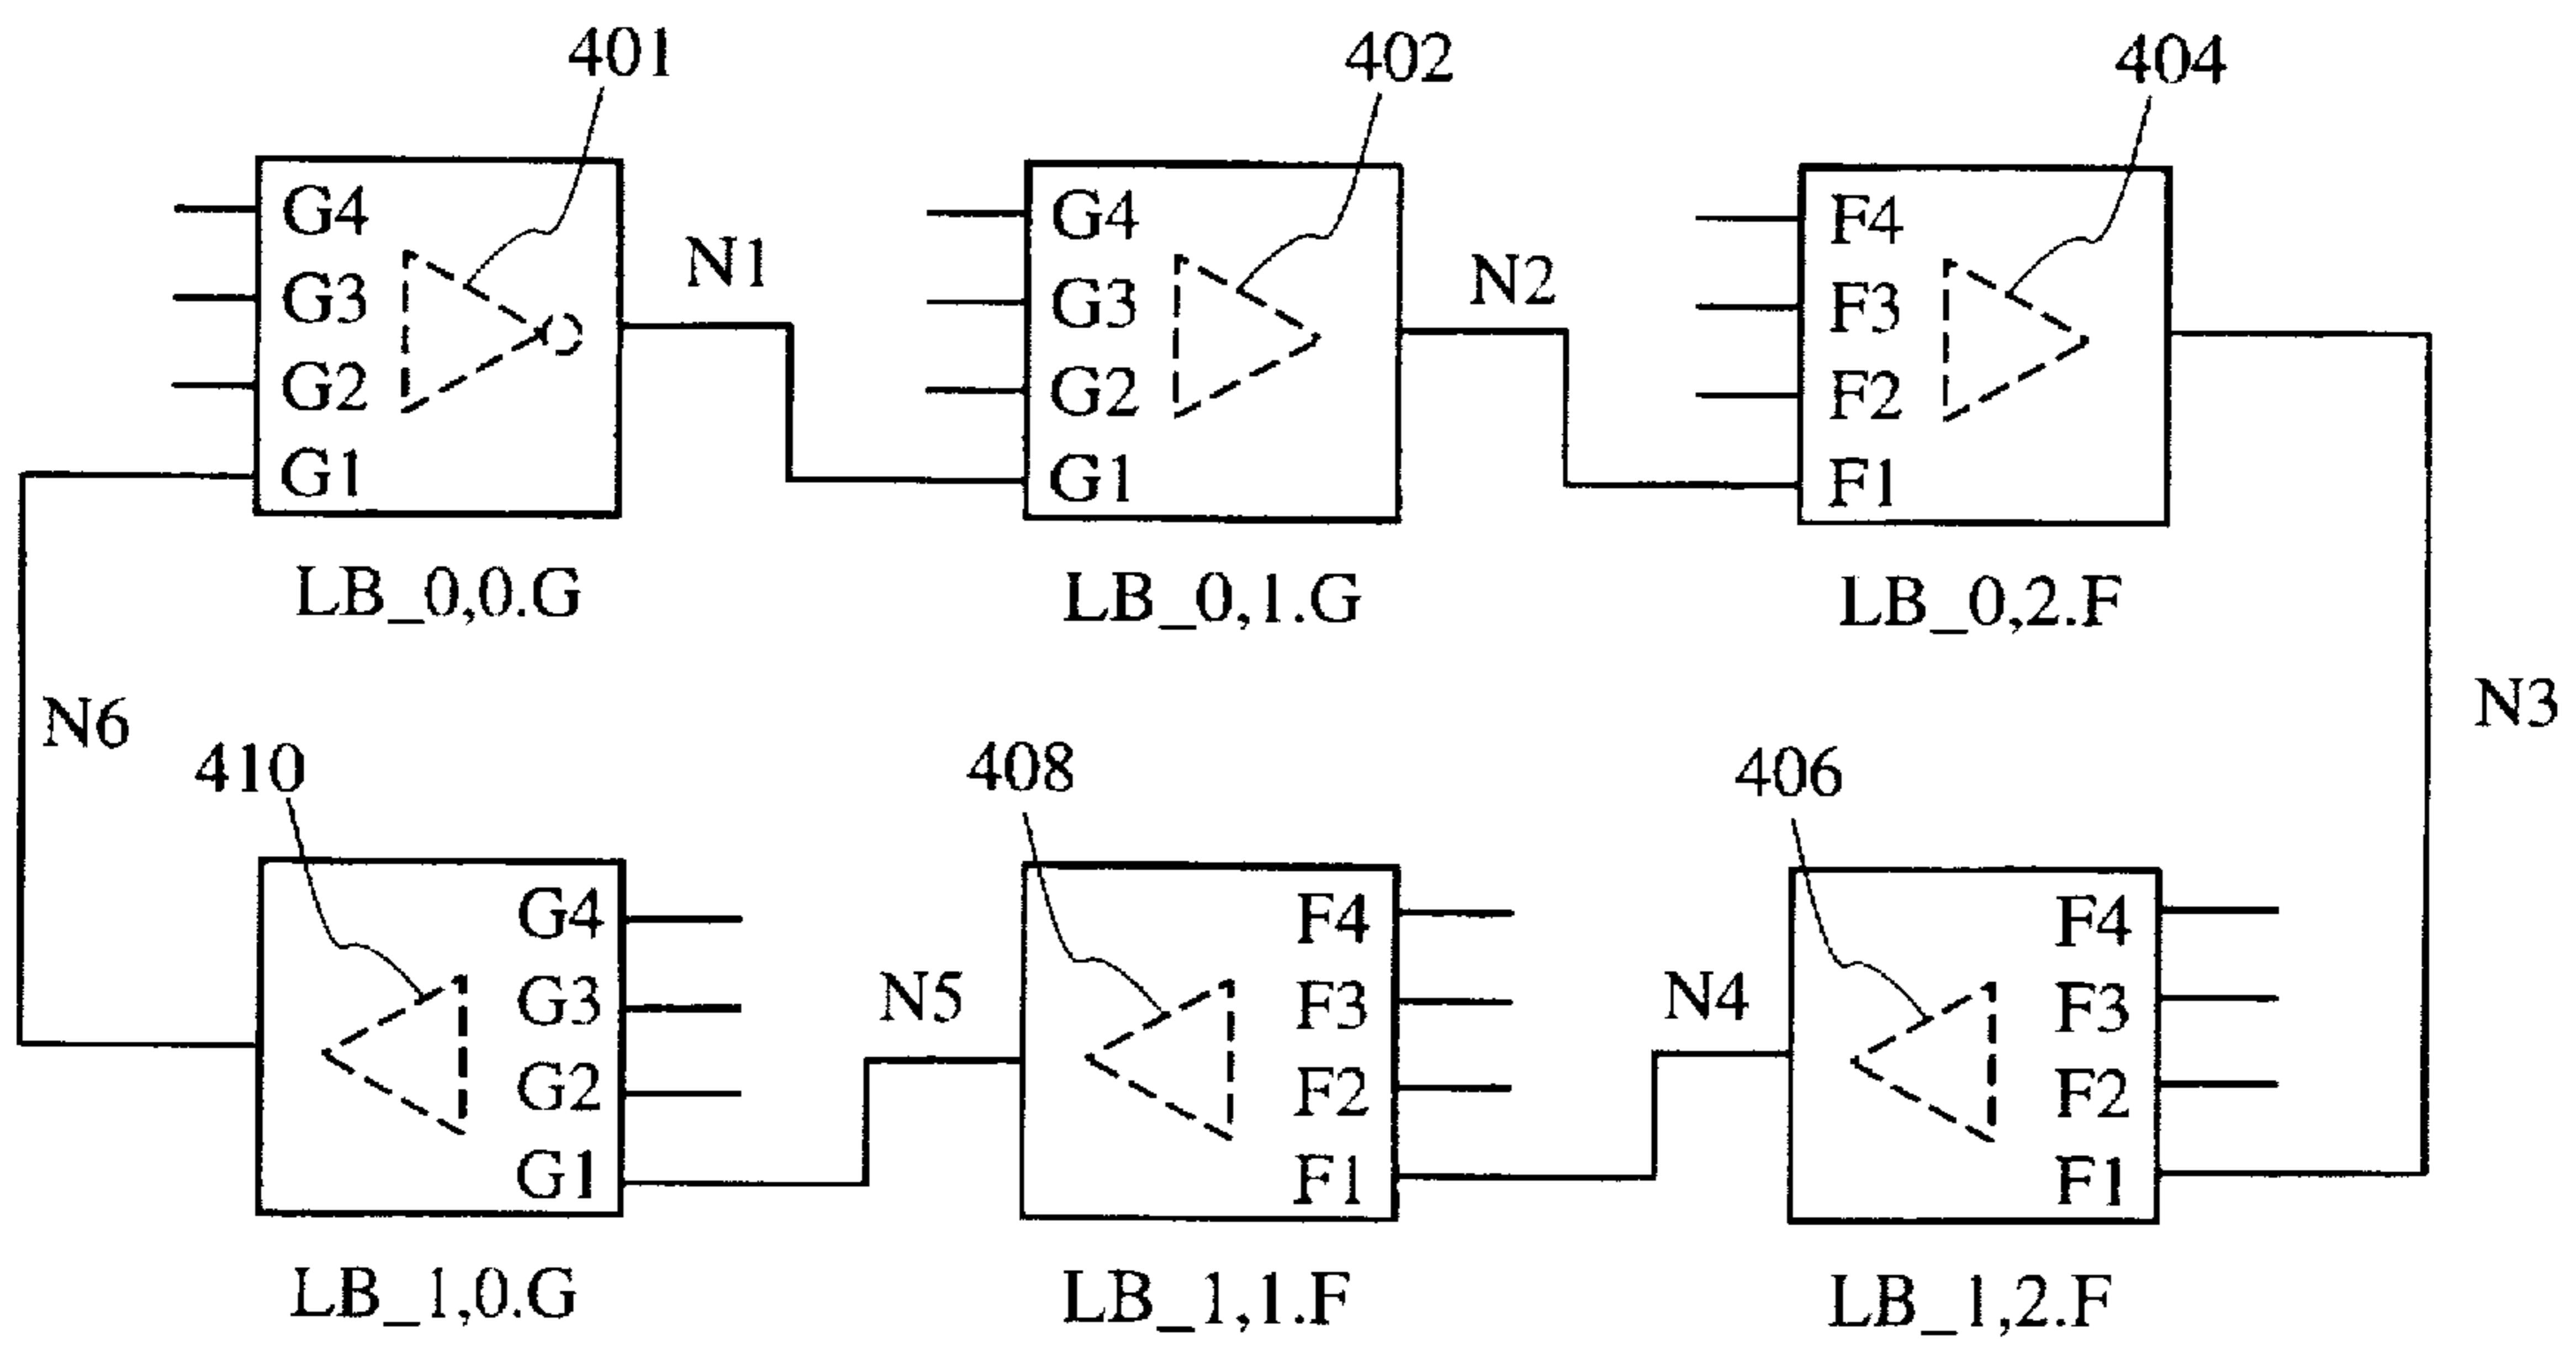 401
402
404
G4
G3
G2
G1
N1
G4
G3
G2
G1
N2
F4
F3
F2
F1
LB_0,0.G
LB_0,1.G
LB_0,2.F
N6
N3
410
408
406
G4
G3
G2
G1
N5
F4
F3
F2
F1
N4
F4
F3
F2
F1
LB_1,0.G
LB_1,1.F
LB_1,2.F